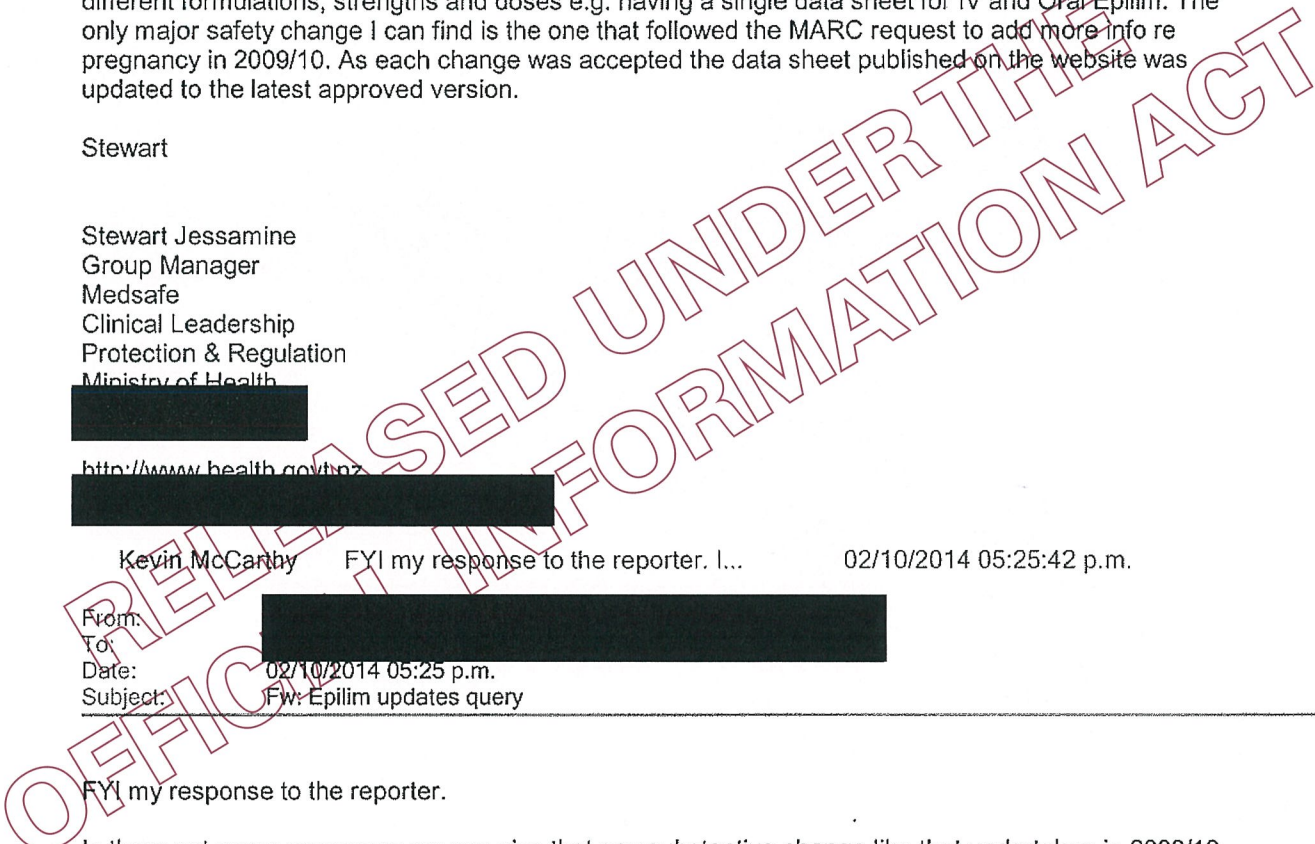 different formulations, strengths and doses e.g. having a single data sheet for IV and Oral Epilim. The
only major safety change I can find is the one that followed the MARC request to add more info re
pregnancy in 2009/10. As each change was accepted the data sheet published on the website was
updated to the latest approved version.
Stewart
Stewart Jessamine
Group Manager
Medsafe
Clinical Leadership
Protection & Regulation
Ministry of Health
http://www.health.govt.nz
Kevin McCarthy FYI my response to the reporter. I... 02/10/2014 05:25:42 p.m.
From:
To:
Date: 02/10/2014 05:25 p.m.
Subject: Fw: Epilim updates query
FYI my response to the reporter.
RELEASED UNDER THE
OFFICIAL INFORMATION ACT